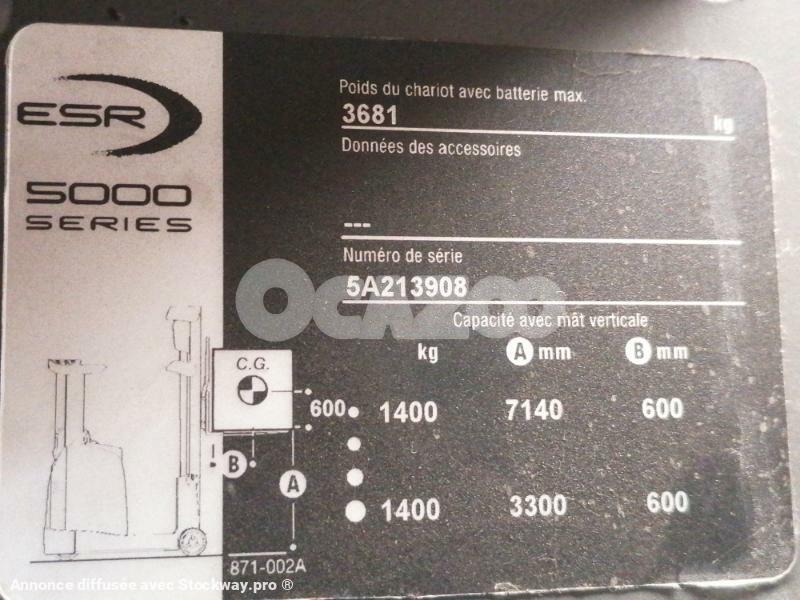 ESR
5000
SERIES
Poids du chariot avec batterie max.
3681 kg
Données des accessoires
---
Numéro de série
5A213908
OCAZOO
Capacité avec mât verticale
kg A mm B mm
C.G.
600 1400 7140 600
B
A
1400 3300 600
871-002A
Annonce diffusée avec Stockway.pro ®